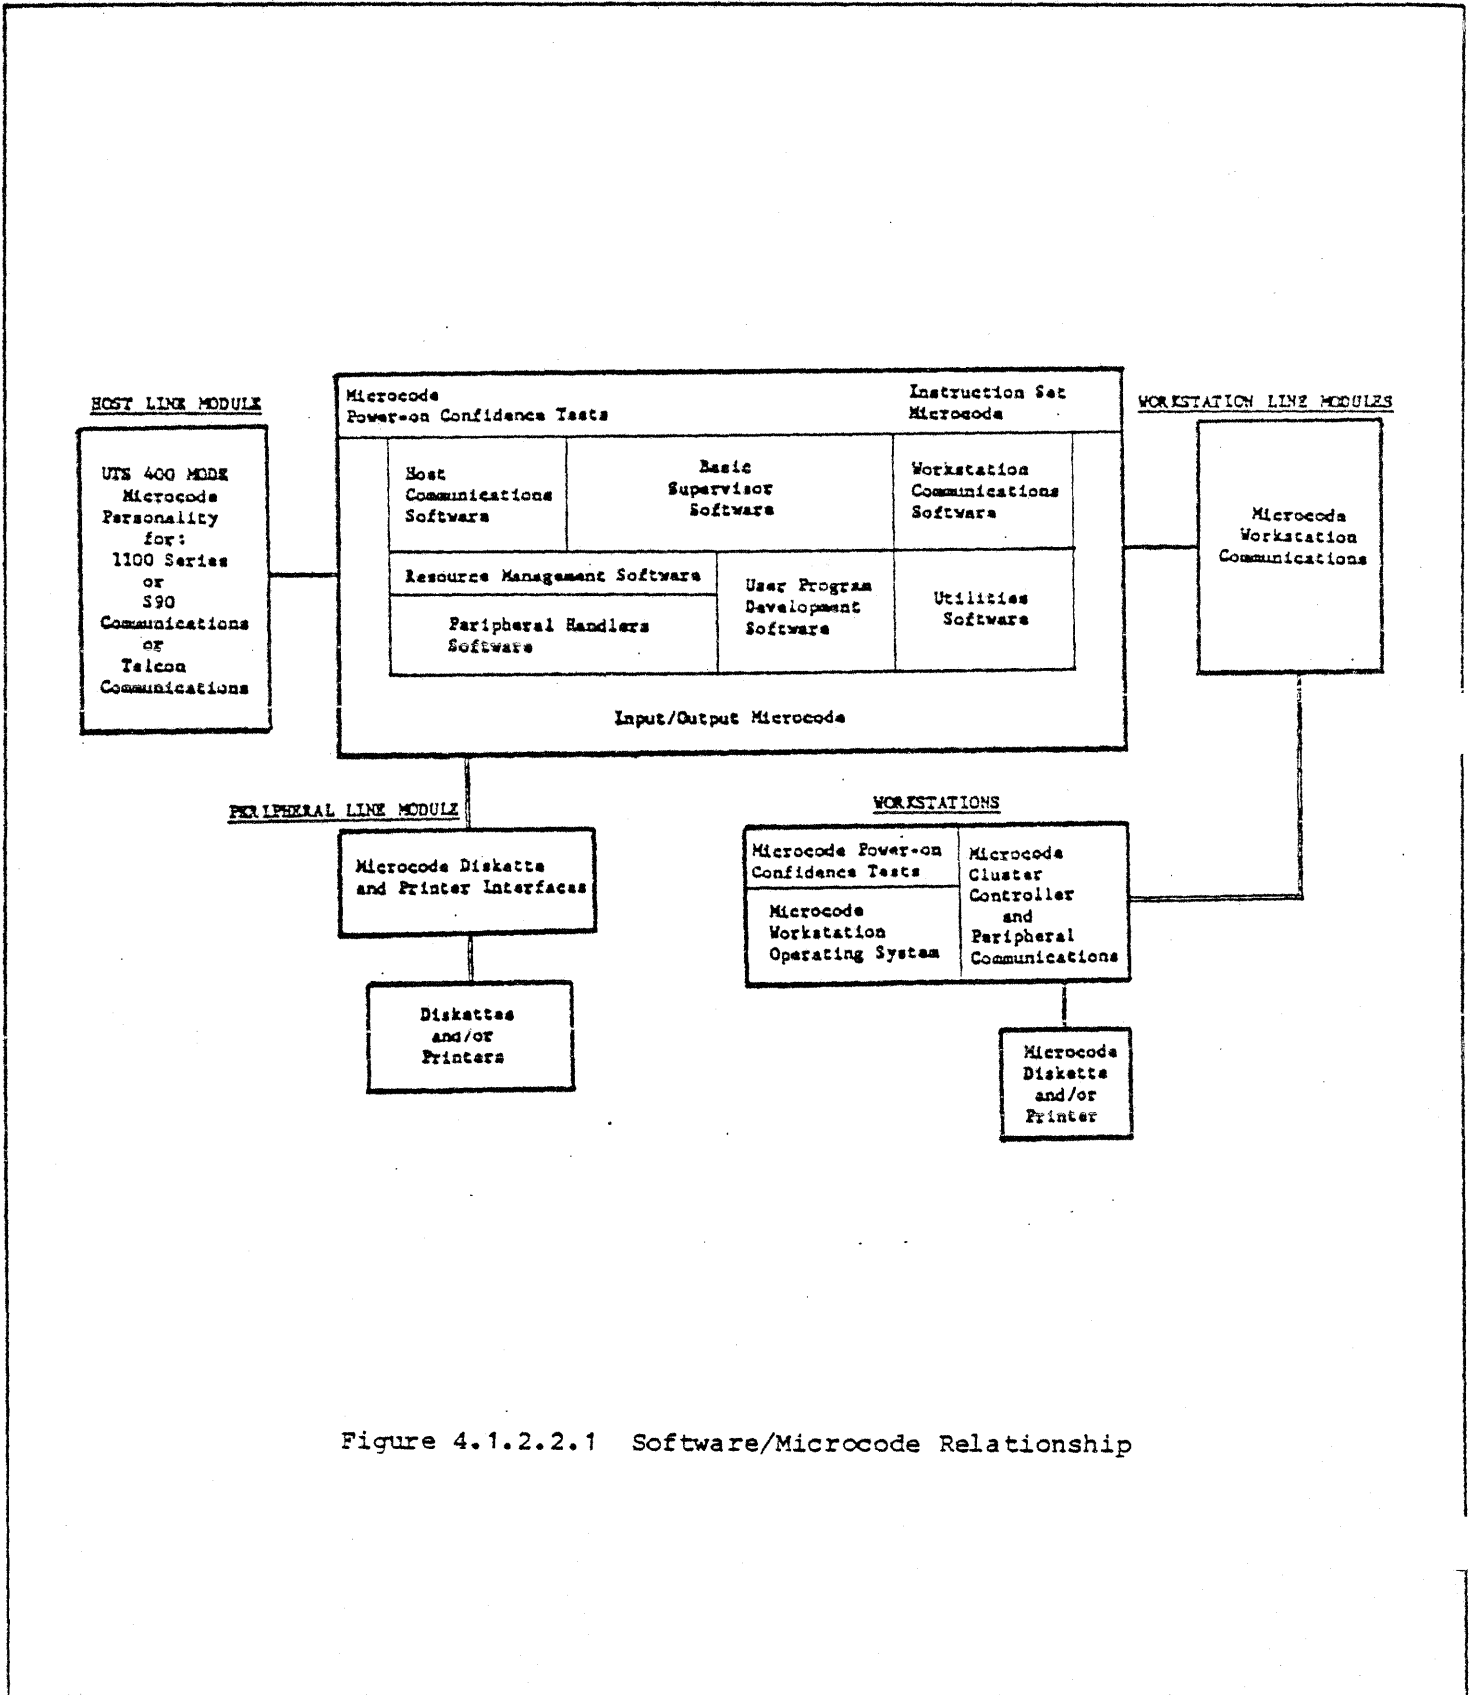 HOST LINE MODULE
UTS 400 MODE
Microcode
Personality
for:
1100 Series
or
S90
Communications
or
Telcon
Communications
Microcode
Power-on Confidence Tests
Instruction Set
Microcode
Host
Communications
Software
Basic
Supervisor
Software
Workstation
Communications
Software
Resource Management Software
Peripheral Handlers
Software
User Program
Development
Software
Utilities
Software
Input/Output Microcode
WORKSTATION LINE MODULES
Microcode
Workstation
Communications
PERIPHERAL LINE MODULE
Microcode Diskette
and Printer Interfaces
Diskettes
and/or
Printers
WORKSTATIONS
Microcode Power-on
Confidence Tests
Microcode
Workstation
Operating System
Microcode
Cluster
Controller
and
Peripheral
Communications
Microcode
Diskette
and/or
Printer
Figure 4.1.2.2.1 Software/Microcode Relationship